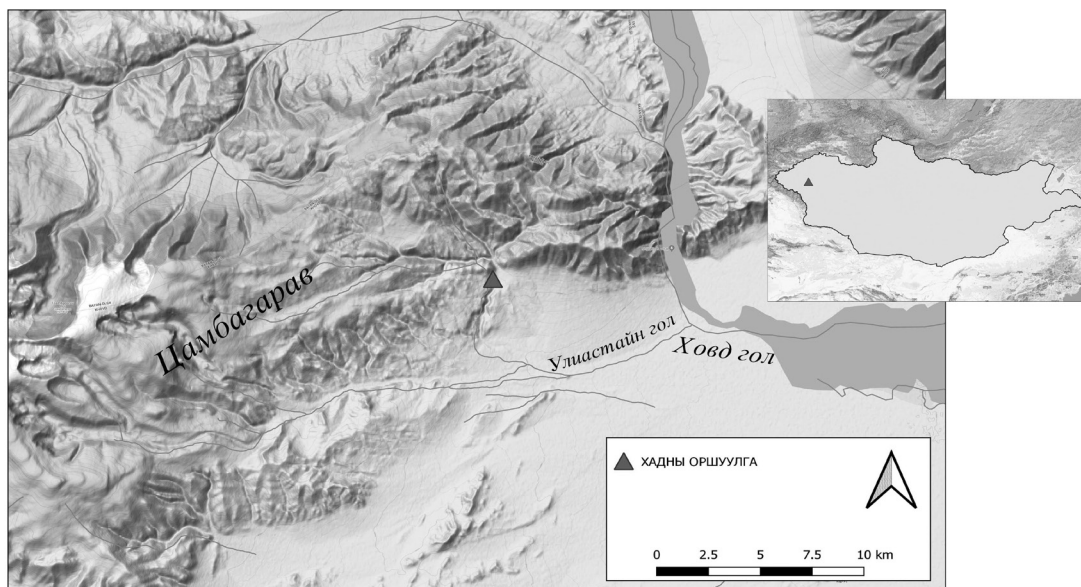 Цамбагарав
Улиастайн гол
Ховд гол
ХАДНЫ ОРШУУЛГА
0 2.5 5 7.5 10 km